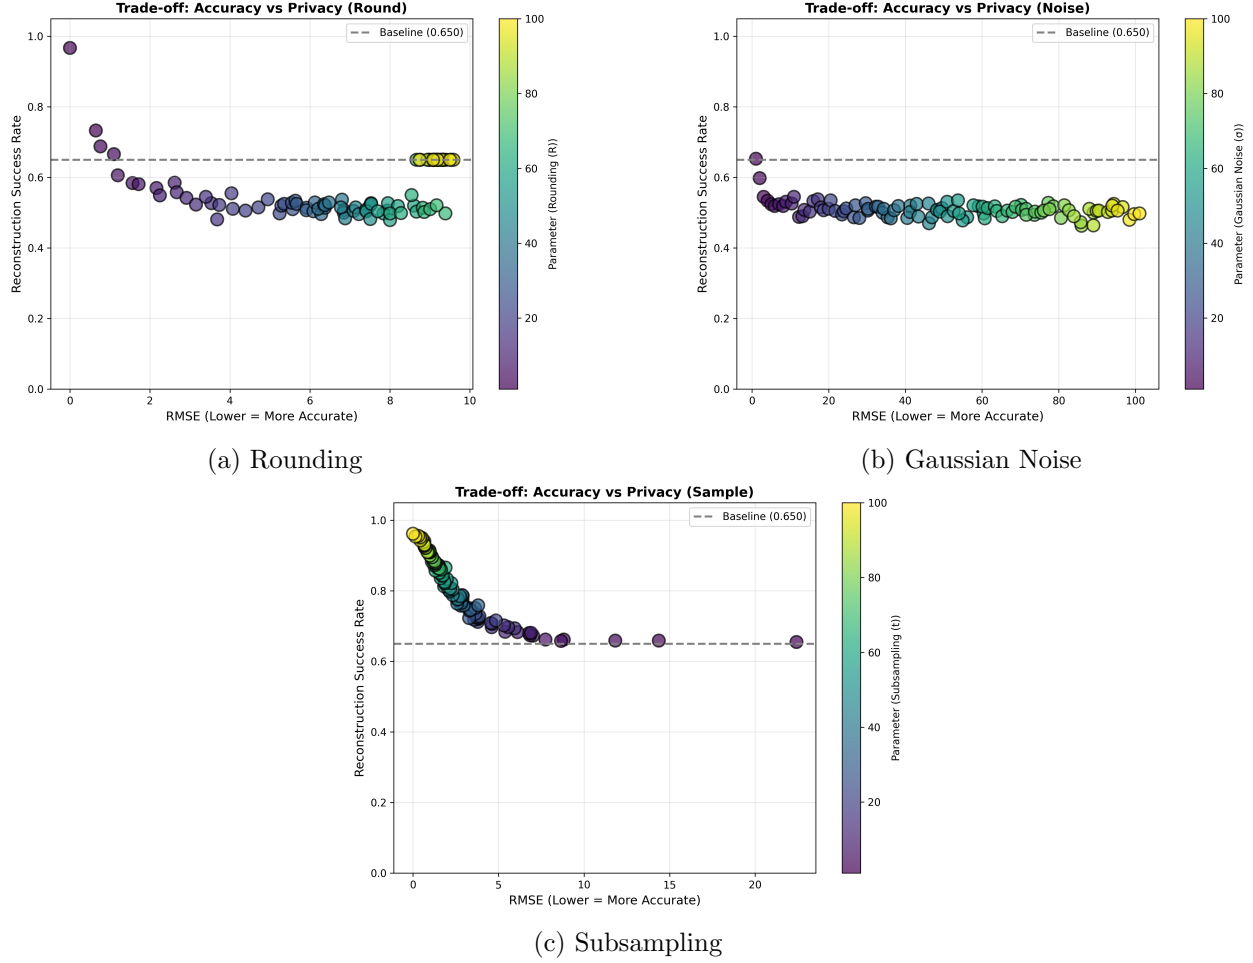 Trade-off: Accuracy vs Privacy (Round)
Baseline (0.650)
Reconstruction Success Rate
1.0
0.8
0.6
0.4
0.2
0.0
0
2
4
6
8
10
RMSE (Lower = More Accurate)
100
80
60
40
20
Parameter (Rounding (R))
(a) Rounding
Trade-off: Accuracy vs Privacy (Noise)
Baseline (0.650)
Reconstruction Success Rate
1.0
0.8
0.6
0.4
0.2
0.0
0
20
40
60
80
100
RMSE (Lower = More Accurate)
100
80
60
40
20
Parameter (Gaussian Noise (σ))
(b) Gaussian Noise
Trade-off: Accuracy vs Privacy (Sample)
Baseline (0.650)
Reconstruction Success Rate
1.0
0.8
0.6
0.4
0.2
0.0
0
5
10
15
20
RMSE (Lower = More Accurate)
100
80
60
40
20
Parameter (Subsampling (t))
(c) Subsampling